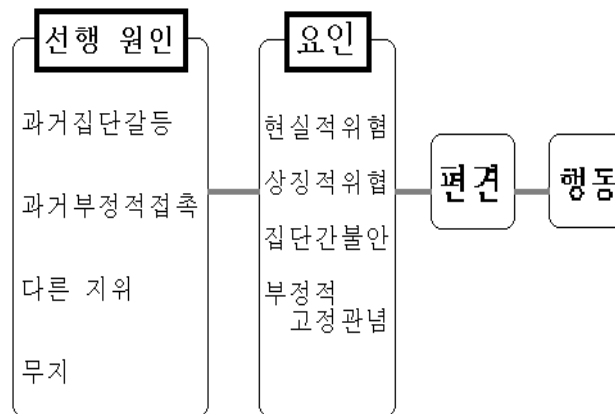 선행 원인
과거집단갈등
과거부정적접촉
다른 지위
무지
요인
현실적위험
상징적위협
집단간불안
부정적
고정관념
편견
행동